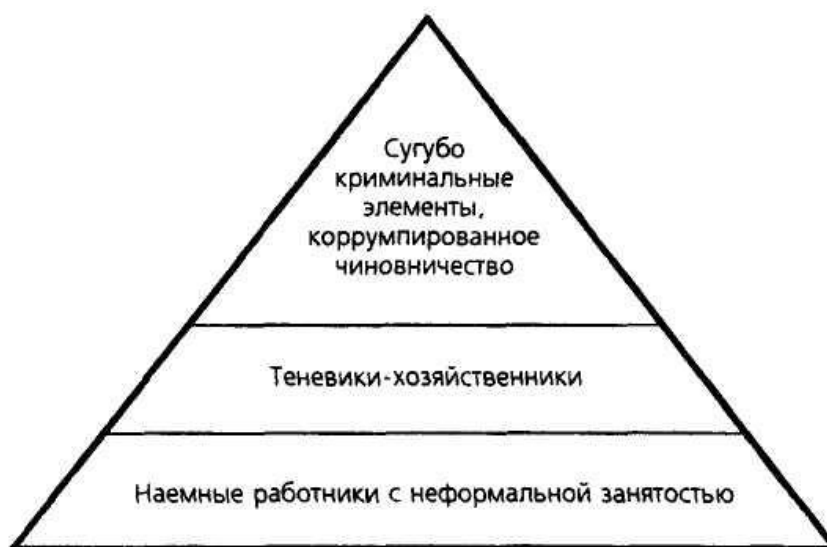 Сугубо
криминальные
элементы,
коррумпированное
чиновничество
Теневики-хозяйственники
Наемные работники с неформальной занятостью